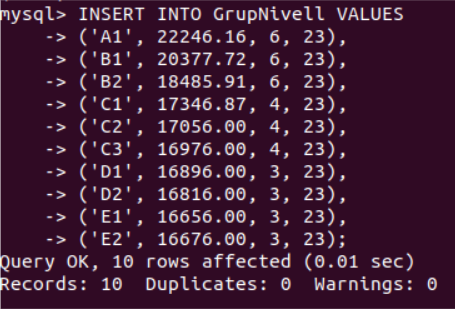 mysql> INSERT INTO GrupNivell VALUES
    -> ('A1', 22246.16, 6, 23),
    -> ('B1', 20377.72, 6, 23),
    -> ('B2', 18485.91, 6, 23),
    -> ('C1', 17346.87, 4, 23),
    -> ('C2', 17056.00, 4, 23),
    -> ('C3', 16976.00, 4, 23),
    -> ('D1', 16896.00, 3, 23),
    -> ('D2', 16816.00, 3, 23),
    -> ('E1', 16656.00, 3, 23),
    -> ('E2', 16676.00, 3, 23);
Query OK, 10 rows affected (0.01 sec)
Records: 10  Duplicates: 0  Warnings: 0